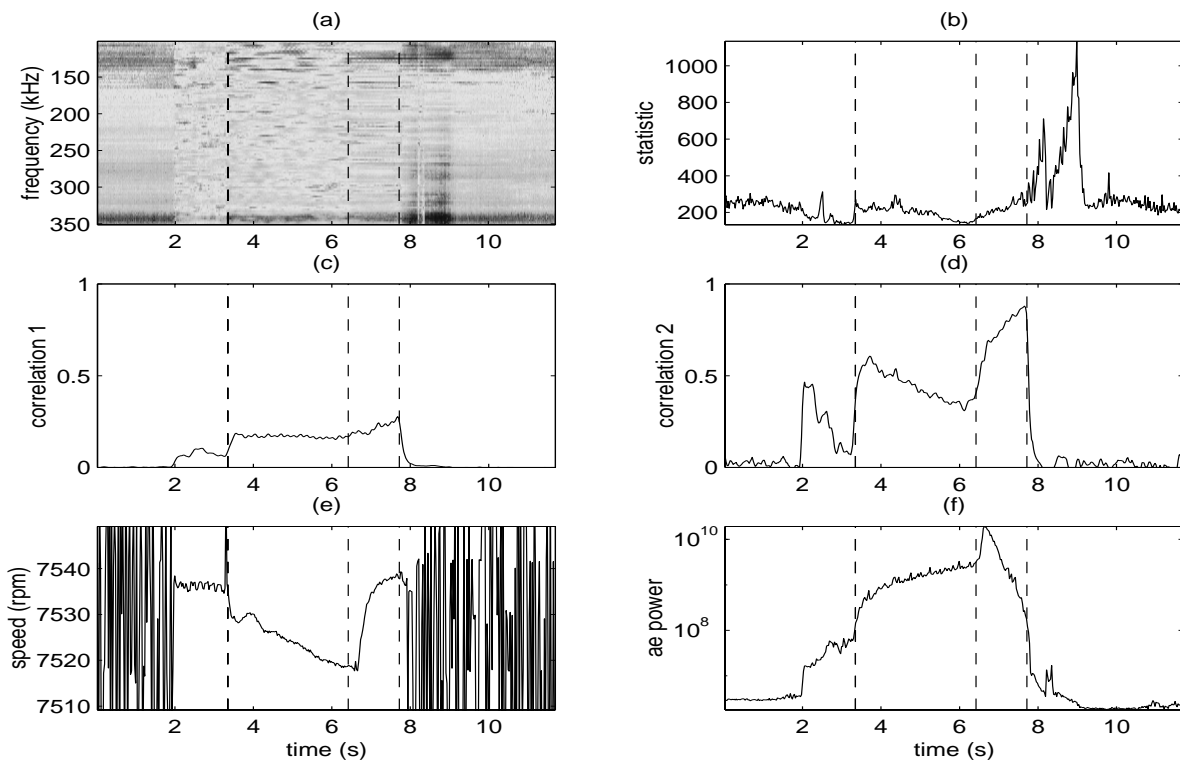 (a)
frequency (kHz)
100
150
200
250
300
350
2 4 6 8 10
(b)
statistic
1000
800
600
400
200
2 4 6 8 10
(c)
correlation 1
1
0.5
0
2 4 6 8 10
(d)
correlation 2
1
0.5
0
2 4 6 8 10
(e)
speed (rpm)
7540
7530
7520
7510
2 4 6 8 10
time (s)
(f)
ae power
10^10
10^8
2 4 6 8 10
time (s)